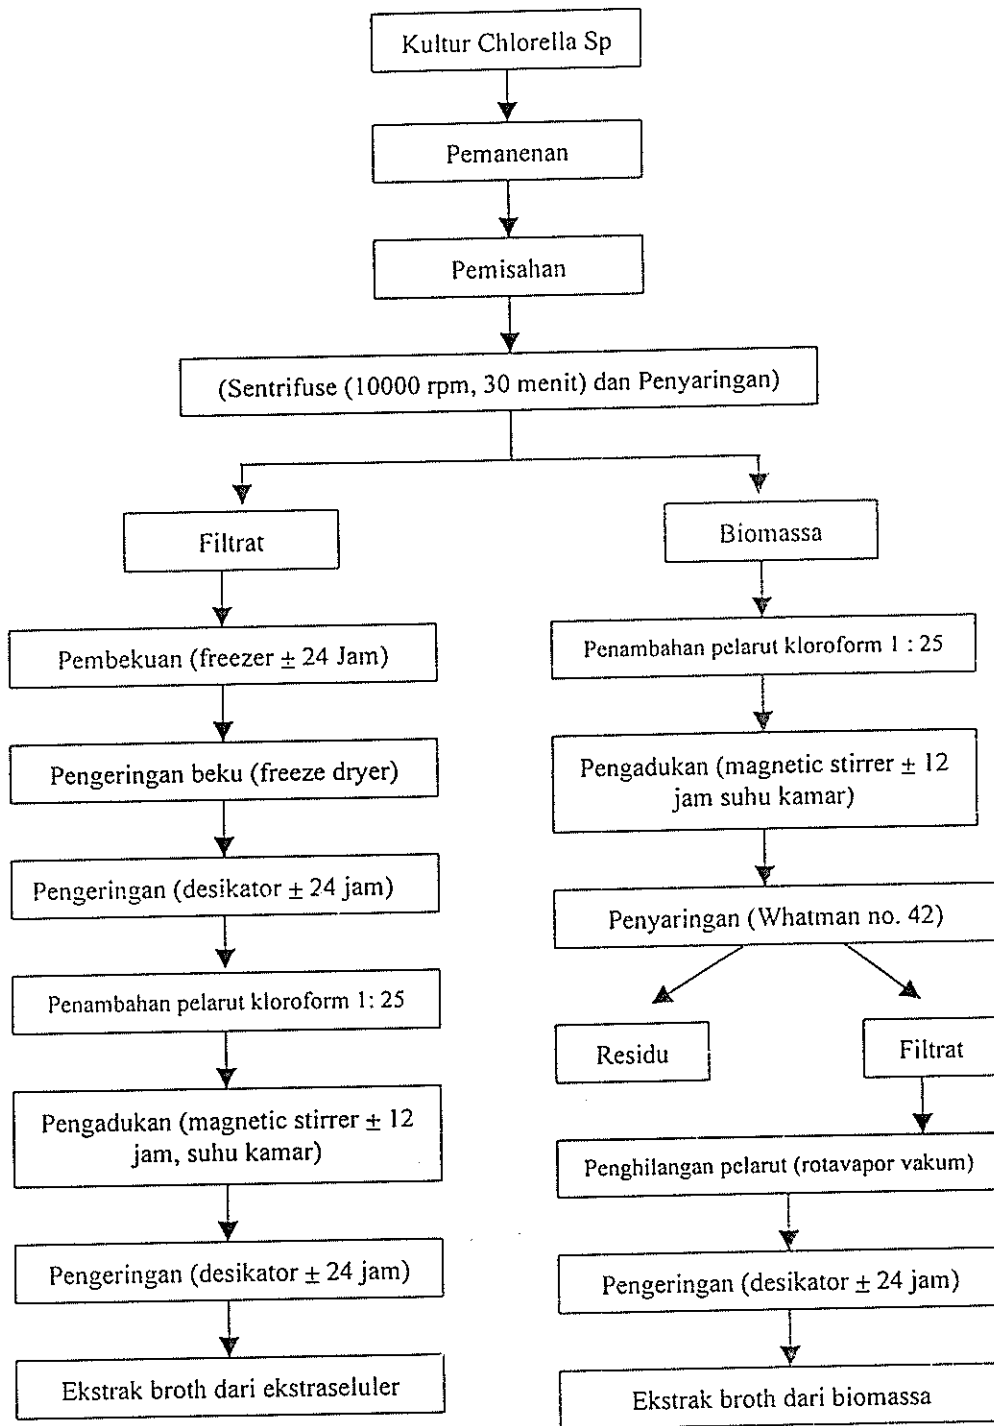 Kultur Chlorella Sp
Pemanenan
Pemisahan
(Sentrifuse (10000 rpm, 30 menit) dan Penyaringan)
Filtrat
Pembekuan (freezer ± 24 Jam)
Pengeringan beku (freeze dryer)
Pengeringan (desikator ± 24 jam)
Penambahan pelarut kloroform 1: 25
Pengadukan (magnetic stirrer ± 12
jam, suhu kamar)
Pengeringan (desikator ± 24 jam)
Ekstrak broth dari ekstraseluler
Biomassa
Penambahan pelarut kloroform 1 : 25
Pengadukan (magnetic stirrer ± 12
jam suhu kamar)
Penyaringan (Whatman no. 42)
Residu
Filtrat
Penghilangan pelarut (rotavapor vakum)
Pengeringan (desikator ± 24 jam)
Ekstrak broth dari biomassa